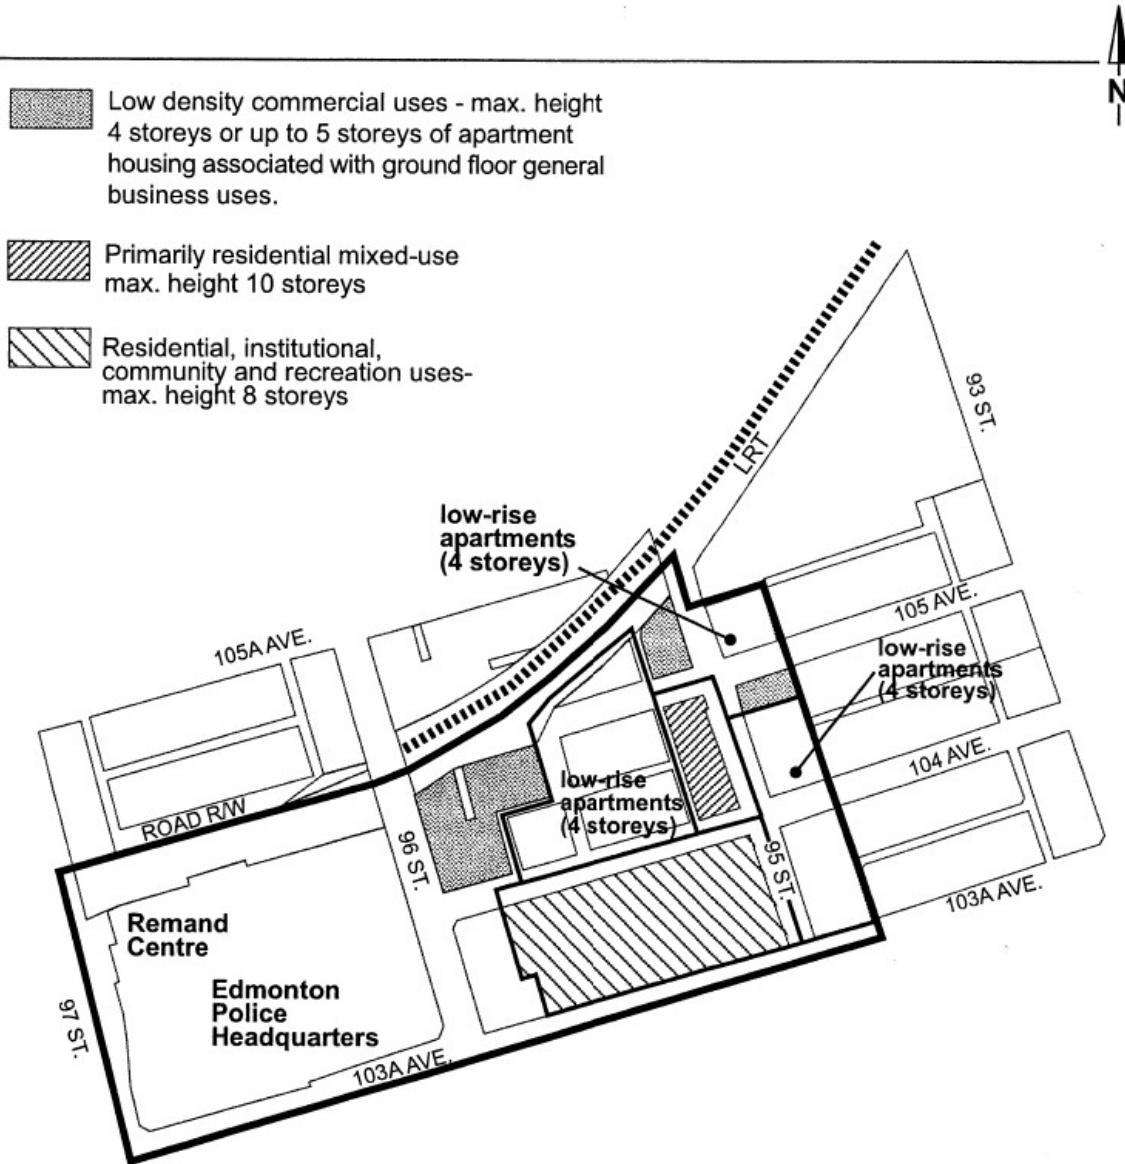 N
Low density commercial uses - max. height
4 storeys or up to 5 storeys of apartment
housing associated with ground floor general
business uses.
Primarily residential mixed-use
max. height 10 storeys
Residential, institutional,
community and recreation uses-
max. height 8 storeys
93 ST.
LRT
low-rise
apartments
(4 storeys)
105 AVE.
105A AVE.
low-rise
apartments
(4 storeys)
104 AVE.
low-rise
apartments
(4 storeys)
ROAD R/W
96 ST.
95 ST.
103A AVE.
Remand
Centre
Edmonton
Police
Headquarters
97 ST.
103A AVE.